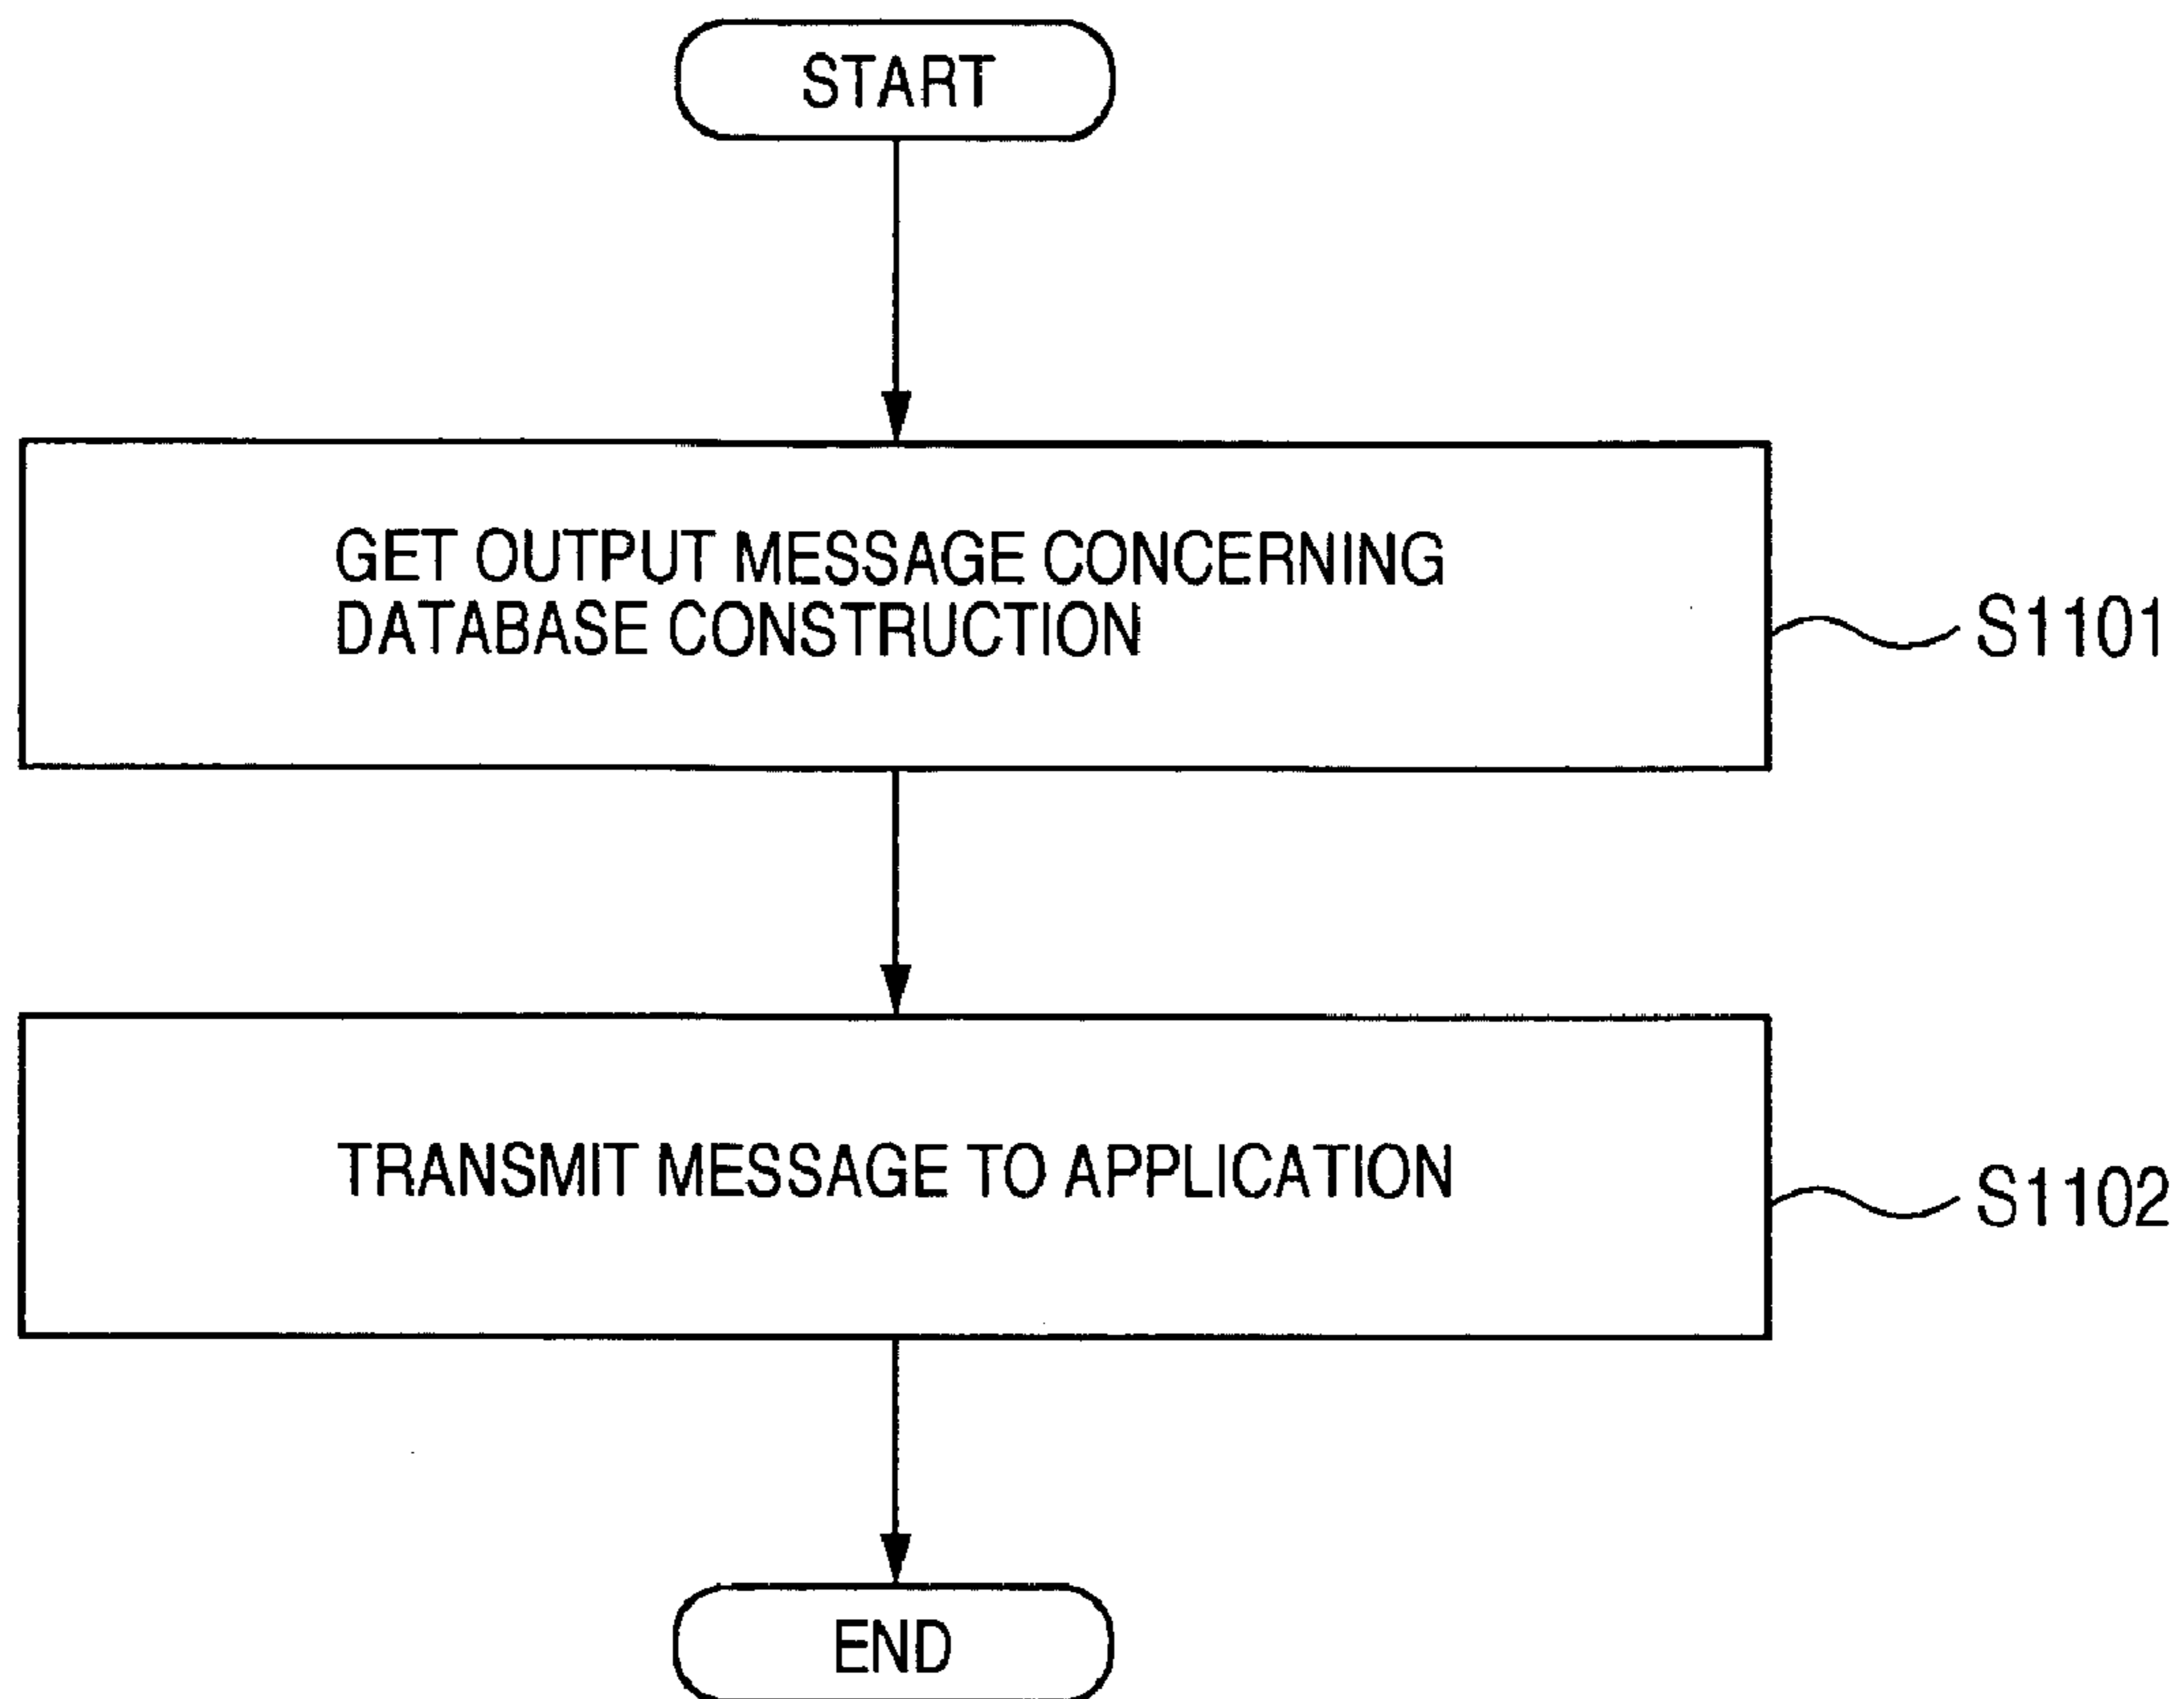 START
GET OUTPUT MESSAGE CONCERNING
DATABASE CONSTRUCTION
S1101
TRANSMIT MESSAGE TO APPLICATION
S1102
END